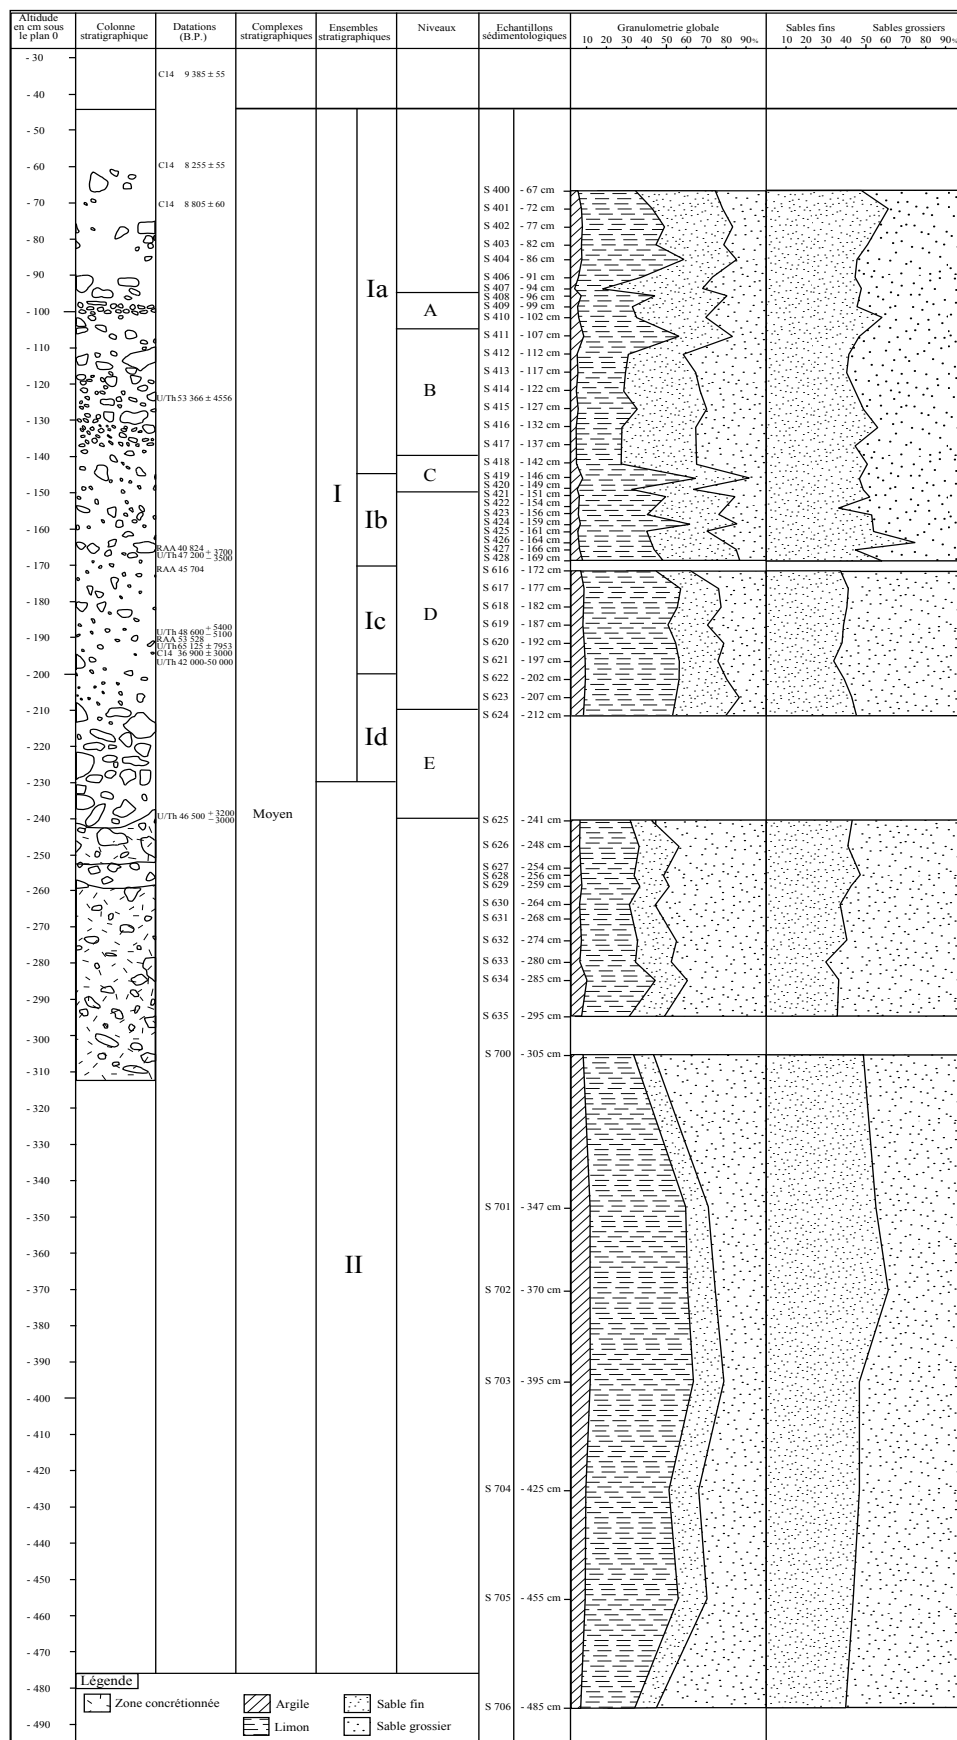 Altidude
en cm sous
le plan 0
Colonne
stratigraphique
Datations
(B.P.)
Complexes
stratigraphiques
Ensembles
stratigraphiques
Niveaux
Echantillons
sédimentologiques
Granulometrie globale
10 20 30 40 50 60 70 80 90%
Sables fins
Sables grossiers
10 20 30 40 50 60 70 80 90%
- 30
- 40
- 50
- 60
- 70
- 80
- 90
- 100
- 110
- 120
- 130
- 140
- 150
- 160
- 170
- 180
- 190
- 200
- 210
- 220
- 230
- 240
- 250
- 260
- 270
- 280
- 290
- 300
- 310
- 320
- 330
- 340
- 350
- 360
- 370
- 380
- 390
- 400
- 410
- 420
- 430
- 440
- 450
- 460
- 470
- 480
- 490
C14 9 385 ± 55
C14 8 255 ± 55
C14 8 805 ± 60
U/Th 53 366 ± 4556
RAA 40 824
U/Th 47 200 + 3700 − 3500
RAA 45 704
U/Th 48 600 + 5400 − 5100
RAA 53 528
U/Th 65 125 ± 7953
C14 36 900 ± 3000
U/Th 42 000-50 000
U/Th 46 500 + 3200 − 3000
Moyen
I
II
Ia
Ib
Ic
Id
A
B
C
D
E
S 400 - 67 cm
S 401 - 72 cm
S 402 - 77 cm
S 403 - 82 cm
S 404 - 86 cm
S 406 - 91 cm
S 407 - 94 cm
S 408 - 96 cm
S 409 - 99 cm
S 410 - 102 cm
S 411 - 107 cm
S 412 - 112 cm
S 413 - 117 cm
S 414 - 122 cm
S 415 - 127 cm
S 416 - 132 cm
S 417 - 137 cm
S 418 - 142 cm
S 419 - 146 cm
S 420 - 149 cm
S 421 - 151 cm
S 422 - 154 cm
S 423 - 156 cm
S 424 - 159 cm
S 425 - 161 cm
S 426 - 164 cm
S 427 - 166 cm
S 428 - 169 cm
S 616 - 172 cm
S 617 - 177 cm
S 618 - 182 cm
S 619 - 187 cm
S 620 - 192 cm
S 621 - 197 cm
S 622 - 202 cm
S 623 - 207 cm
S 624 - 212 cm
S 625 - 241 cm
S 626 - 248 cm
S 627 - 254 cm
S 628 - 256 cm
S 629 - 259 cm
S 630 - 264 cm
S 631 - 268 cm
S 632 - 274 cm
S 633 - 280 cm
S 634 - 285 cm
S 635 - 295 cm
S 700 - 305 cm
S 701 - 347 cm
S 702 - 370 cm
S 703 - 395 cm
S 704 - 425 cm
S 705 - 455 cm
S 706 - 485 cm
Légende
Zone concrétionnée
Argile
Limon
Sable fin
Sable grossier